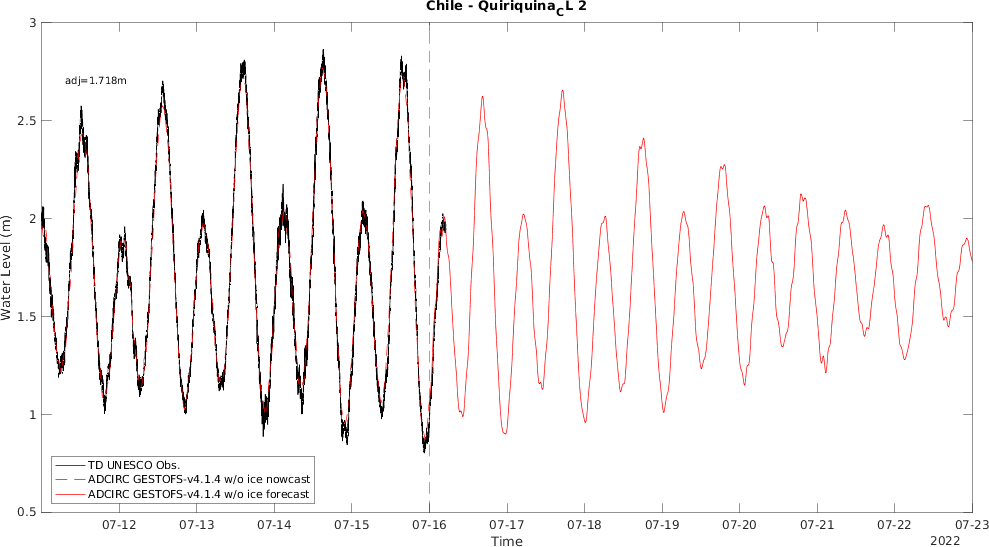 Chile - Quiriquina_CL 2
adj=1.718m
3
2.5
2
1.5
1
0.5
Water Level (m)
TD UNESCO Obs.
ADCIRC GESTOFS-v4.1.4 w/o ice nowcast
ADCIRC GESTOFS-v4.1.4 w/o ice forecast
07-12 07-13 07-14 07-15 07-16 07-17 07-18 07-19 07-20 07-21 07-22 07-23
Time
2022